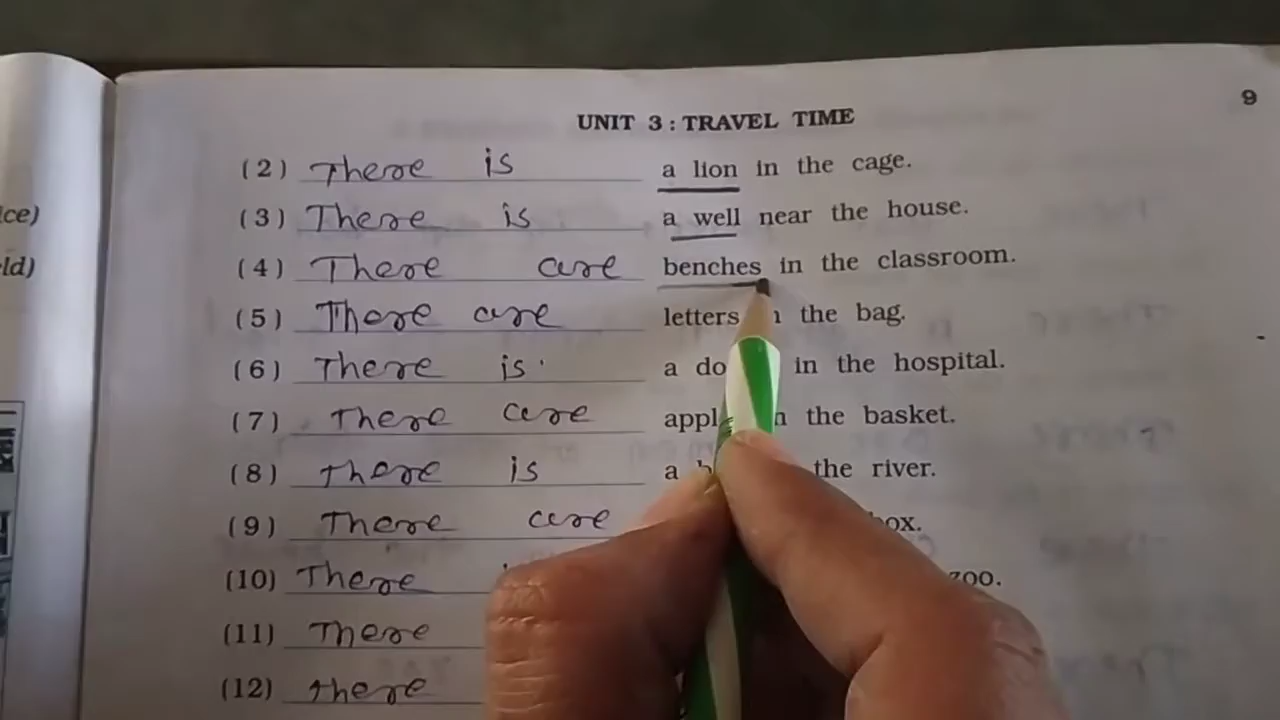 9
UNIT 3 : TRAVEL TIME
(2) There is a lion in the cage.
ce)
(3) There is a well near the house.
ld)
(4) There are benches in the classroom.
(5) There are letters the bag.
(6) There is. a in the hospital.
(7) There are the basket.
(8) There is a the river.
(9) There are
(10) There zoo.
(11) There
(12) there